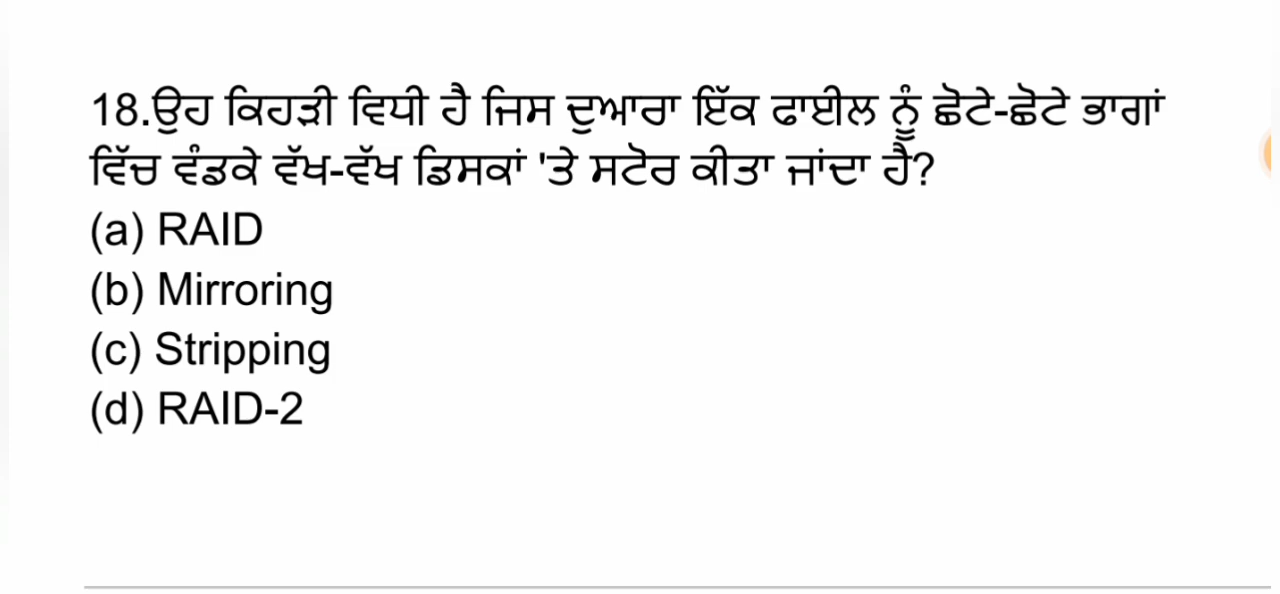 18.ਉਹ ਕਿਹੜੀ ਵਿਧੀ ਹੈ ਜਿਸ ਦੁਆਰਾ ਇੱਕ ਫਾਈਲ ਨੂੰ ਛੋਟੇ-ਛੋਟੇ ਭਾਗਾਂ
ਵਿੱਚ ਵੰਡਕੇ ਵੱਖ-ਵੱਖ ਡਿਸਕਾਂ 'ਤੇ ਸਟੋਰ ਕੀਤਾ ਜਾਂਦਾ ਹੈ?
(a) RAID
(b) Mirroring
(c) Stripping
(d) RAID-2